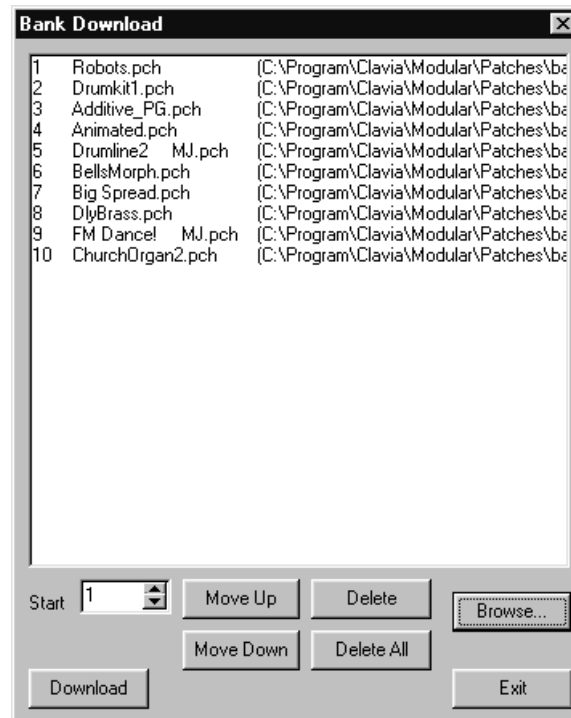 Bank Download
1 Robots.pch (C:\Program\Clavia\Modular\Patches\ba
2 Drumkit1.pch (C:\Program\Clavia\Modular\Patches\ba
3 Additive_PG.pch (C:\Program\Clavia\Modular\Patches\ba
4 Animated.pch (C:\Program\Clavia\Modular\Patches\ba
5 Drumline2 MJ.pch (C:\Program\Clavia\Modular\Patches\ba
6 BellsMorph.pch (C:\Program\Clavia\Modular\Patches\ba
7 Big Spread.pch (C:\Program\Clavia\Modular\Patches\ba
8 DlyBrass.pch (C:\Program\Clavia\Modular\Patches\ba
9 FM Dance! MJ.pch (C:\Program\Clavia\Modular\Patches\ba
10 ChurchOrgan2.pch (C:\Program\Clavia\Modular\Patches\ba
Start 1 Move Up Delete Browse...
Move Down Delete All
Download Exit